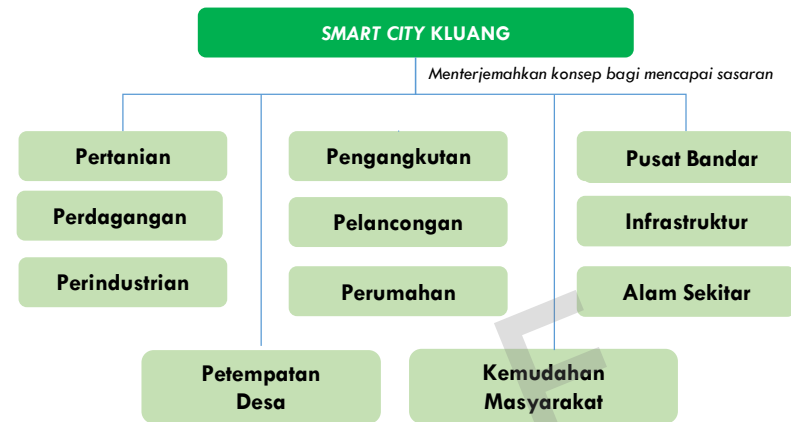 SMART CITY KLUANG
Menterjemahkan konsep bagi mencapai sasaran
Pertanian
Pengangkutan
Pusat Bandar
Perdagangan
Pelancongan
Infrastruktur
Perindustrian
Perumahan
Alam Sekitar
Petempatan
Desa
Kemudahan
Masyarakat
F